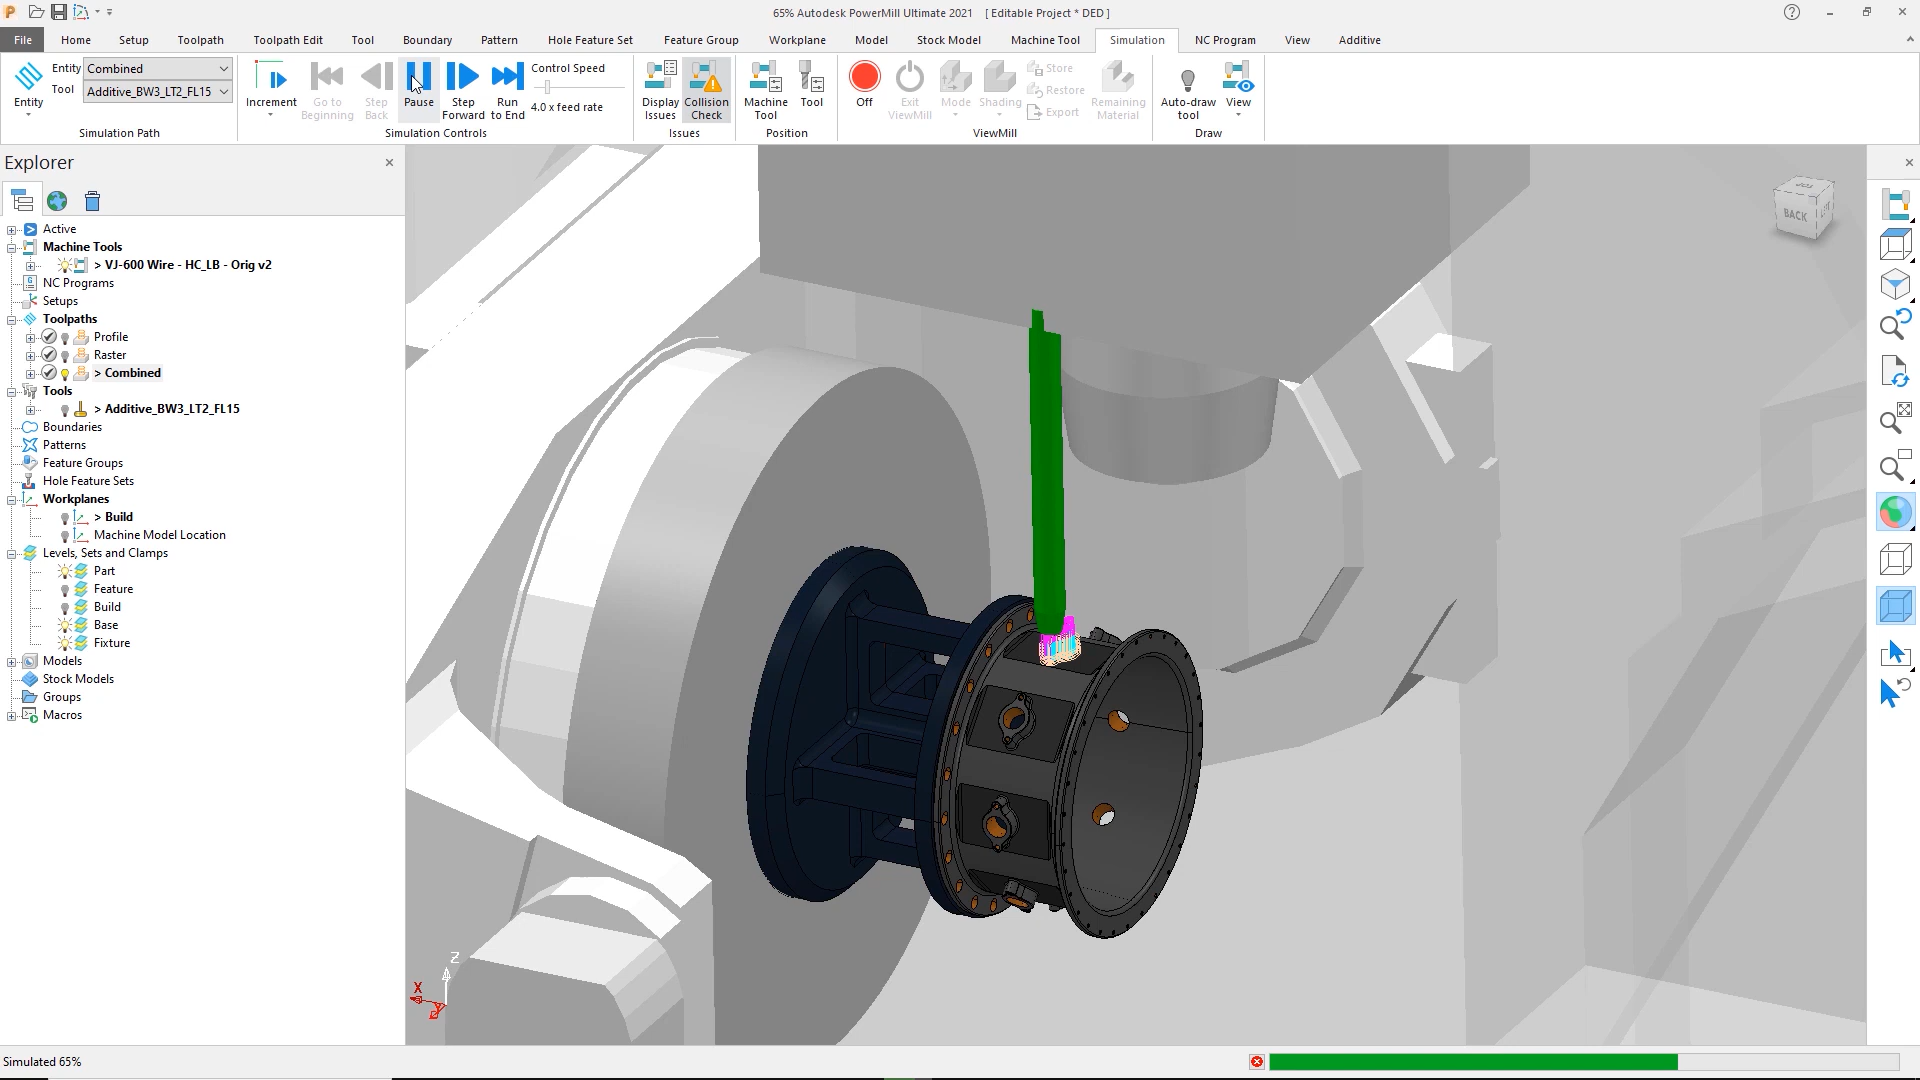 65% Autodesk PowerMill Ultimate 2021 [ Editable Project * DED ]
File Home Setup Toolpath Toolpath Edit Tool Boundary Pattern Hole Feature Set Feature Group Workplane Model Stock Model Machine Tool Simulation NC Program View Additive
Entity
Entity Combined
Tool Additive_BW3_LT2_FL15
Simulation Path
Increment
Go to Beginning
Step Back
Pause
Step Forward
Run to End
Control Speed
4.0 x feed rate
Simulation Controls
Display Issues
Collision Check
Issues
Machine Tool
Tool
Position
Off
Exit ViewMill
Mode
Shading
Store
Restore
Export
Remaining Material
ViewMill
Auto-draw tool
View
Draw
Explorer
Active
Machine Tools
> VJ-600 Wire - HC_LB - Orig v2
NC Programs
Setups
Toolpaths
Profile
Raster
> Combined
Tools
> Additive_BW3_LT2_FL15
Boundaries
Patterns
Feature Groups
Hole Feature Sets
Workplanes
> Build
Machine Model Location
Levels, Sets and Clamps
Part
Feature
Build
Base
Fixture
Models
Stock Models
Groups
Macros
BACK
Z
X
Y
Simulated 65%